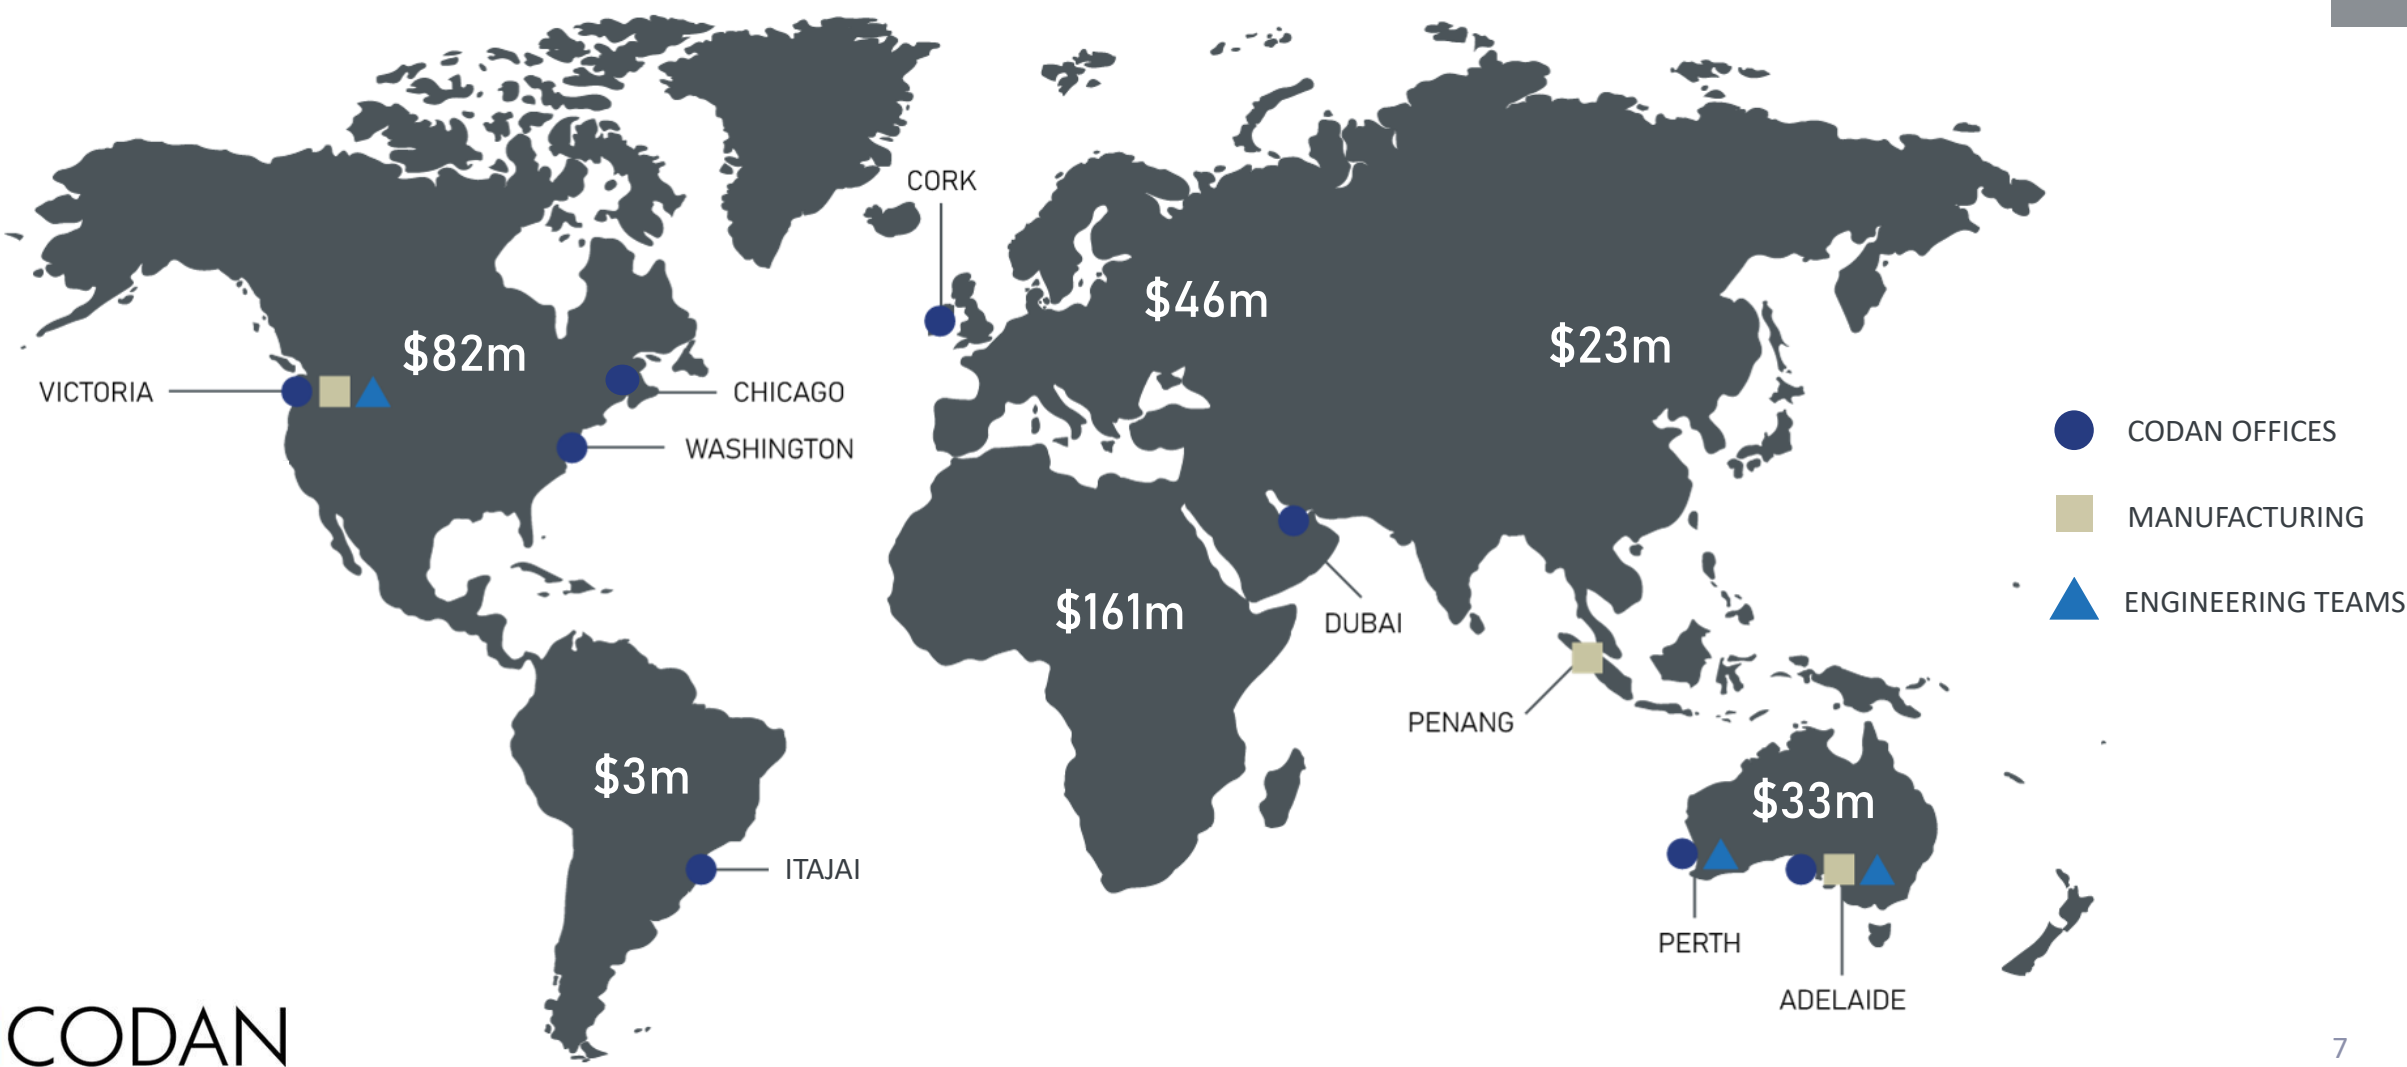 CORK
$46m
$82m
$23m
VICTORIA
CHICAGO
WASHINGTON
CODAN OFFICES
MANUFACTURING
ENGINEERING TEAMS
$161m
DUBAI
PENANG
$3m
$33m
ITAJAI
PERTH
ADELAIDE
CODAN
7